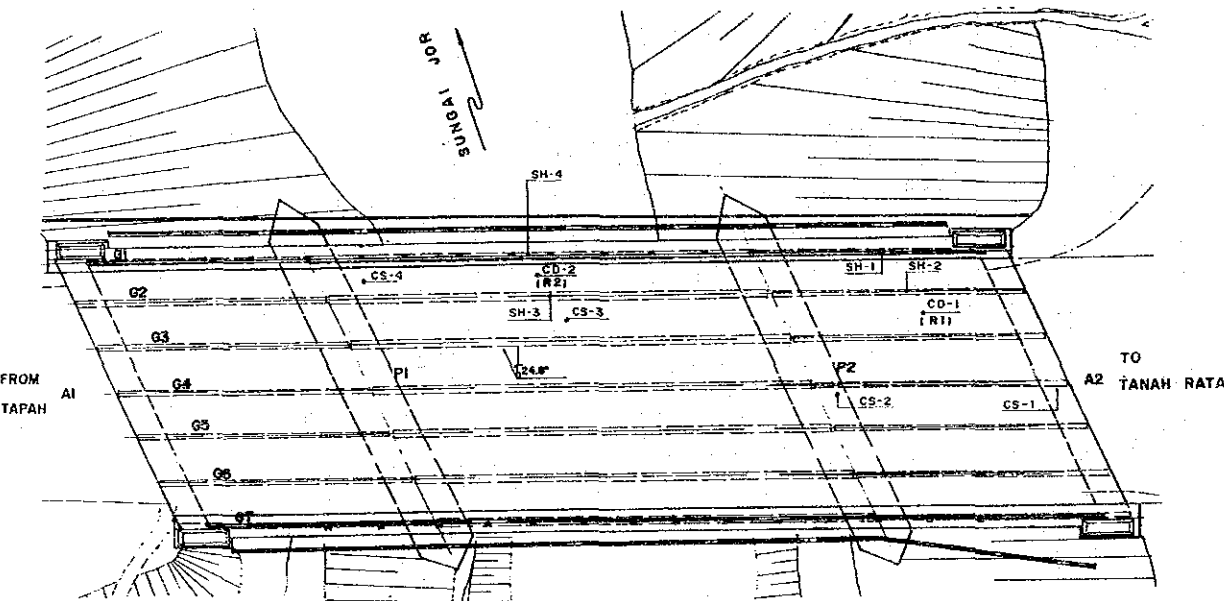 SUNGAI JOR
SH-4
G1
CS-4
CD-2
(R2)
SH-1
SH-2
G2
SH-3
CS-3
CD-1
(R1)
G3
24.8°
P1
P2
TO
TANAH RATA
FROM
TAPAH
A1
G4
A2
CS-2
CS-1
G5
G6
G7